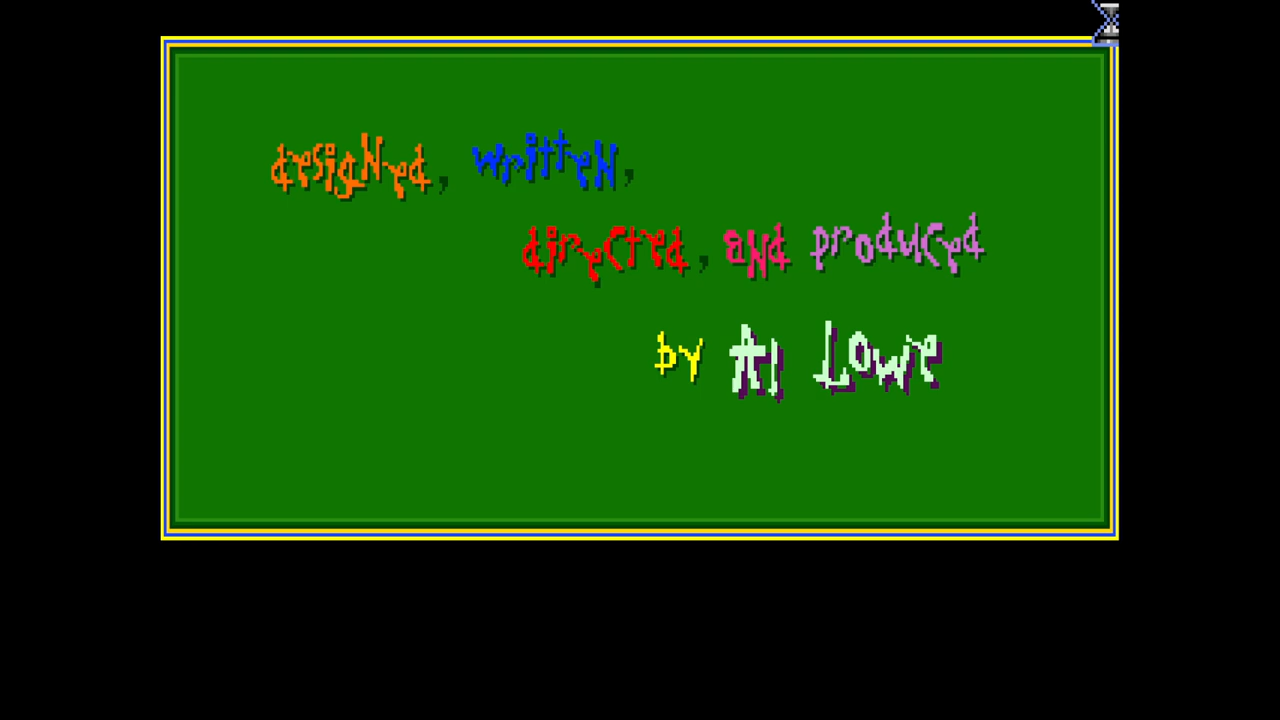 designed, written,
directed, and produced
by Al Lowe